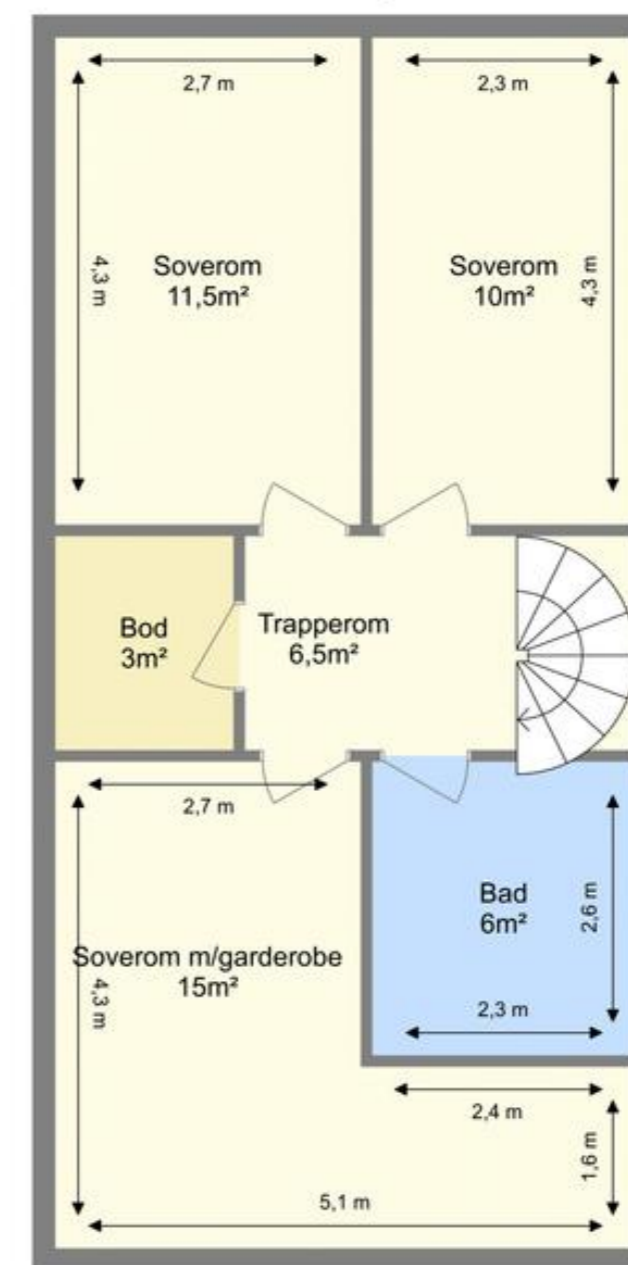 2,7 m
2,3 m
4,3 m
Soverom
11,5m²
Soverom
10m²
4,3 m
Bod
3m²
Trapperom
6,5m²
2,7 m
Bad
6m²
2,6 m
Soverom m/garderobe
15m²
4,3 m
2,3 m
2,4 m
1,6 m
5,1 m